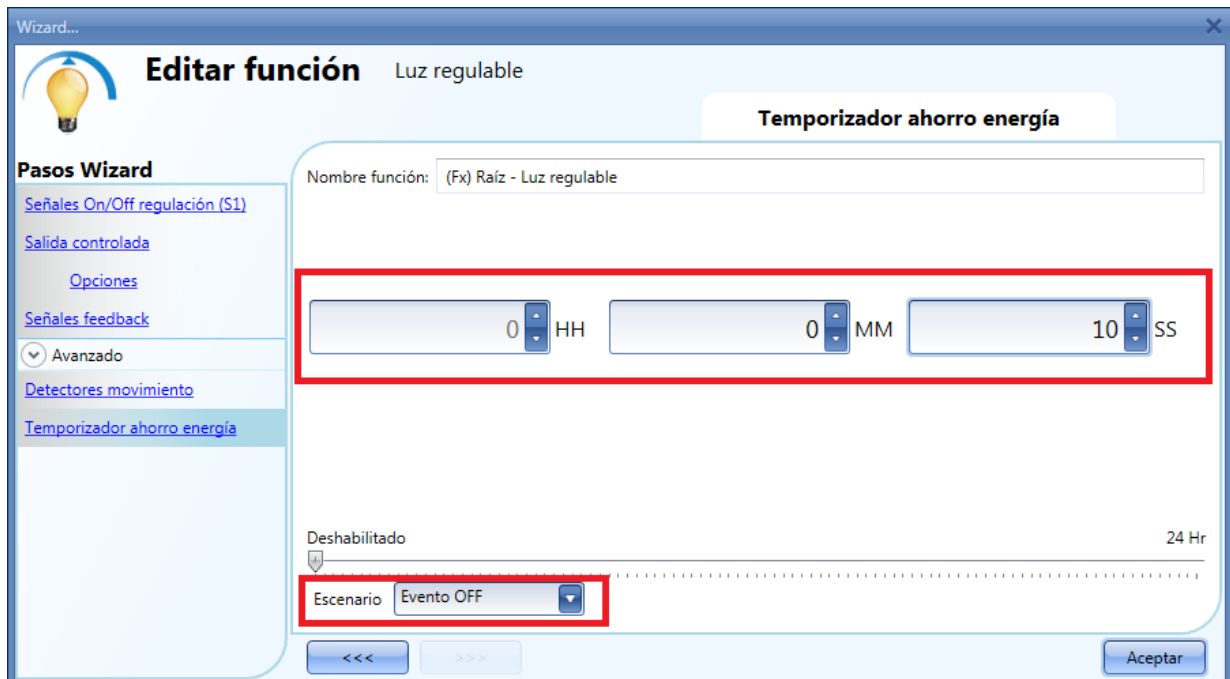 Wizard...
Editar función Luz regulable
Temporizador ahorro energía
Pasos Wizard
Señales On/Off regulación (S1)
Salida controlada
Opciones
Señales feedback
Avanzado
Detectores movimiento
Temporizador ahorro energía
Nombre función: (Fx) Raíz - Luz regulable
0 HH 0 MM 10 SS
Deshabilitado 24 Hr
Escenario Evento OFF
<<< >>> Aceptar